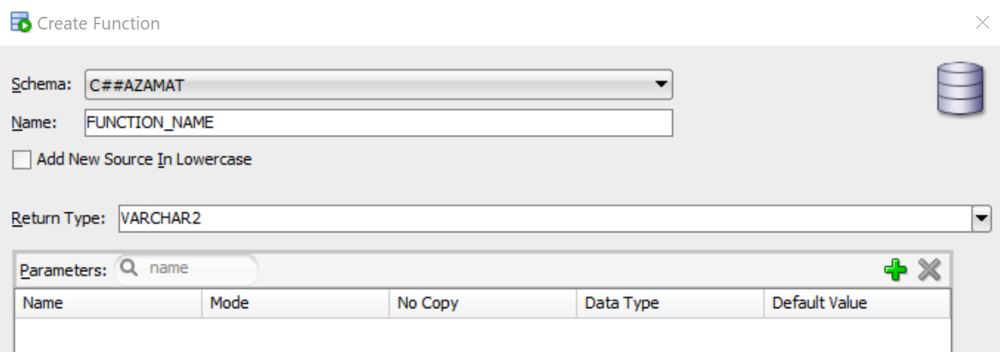 Create Function
Schema: C##AZAMAT
Name: FUNCTION_NAME
Add New Source In Lowercase
Return Type: VARCHAR2
Parameters: name
Name Mode No Copy Data Type Default Value